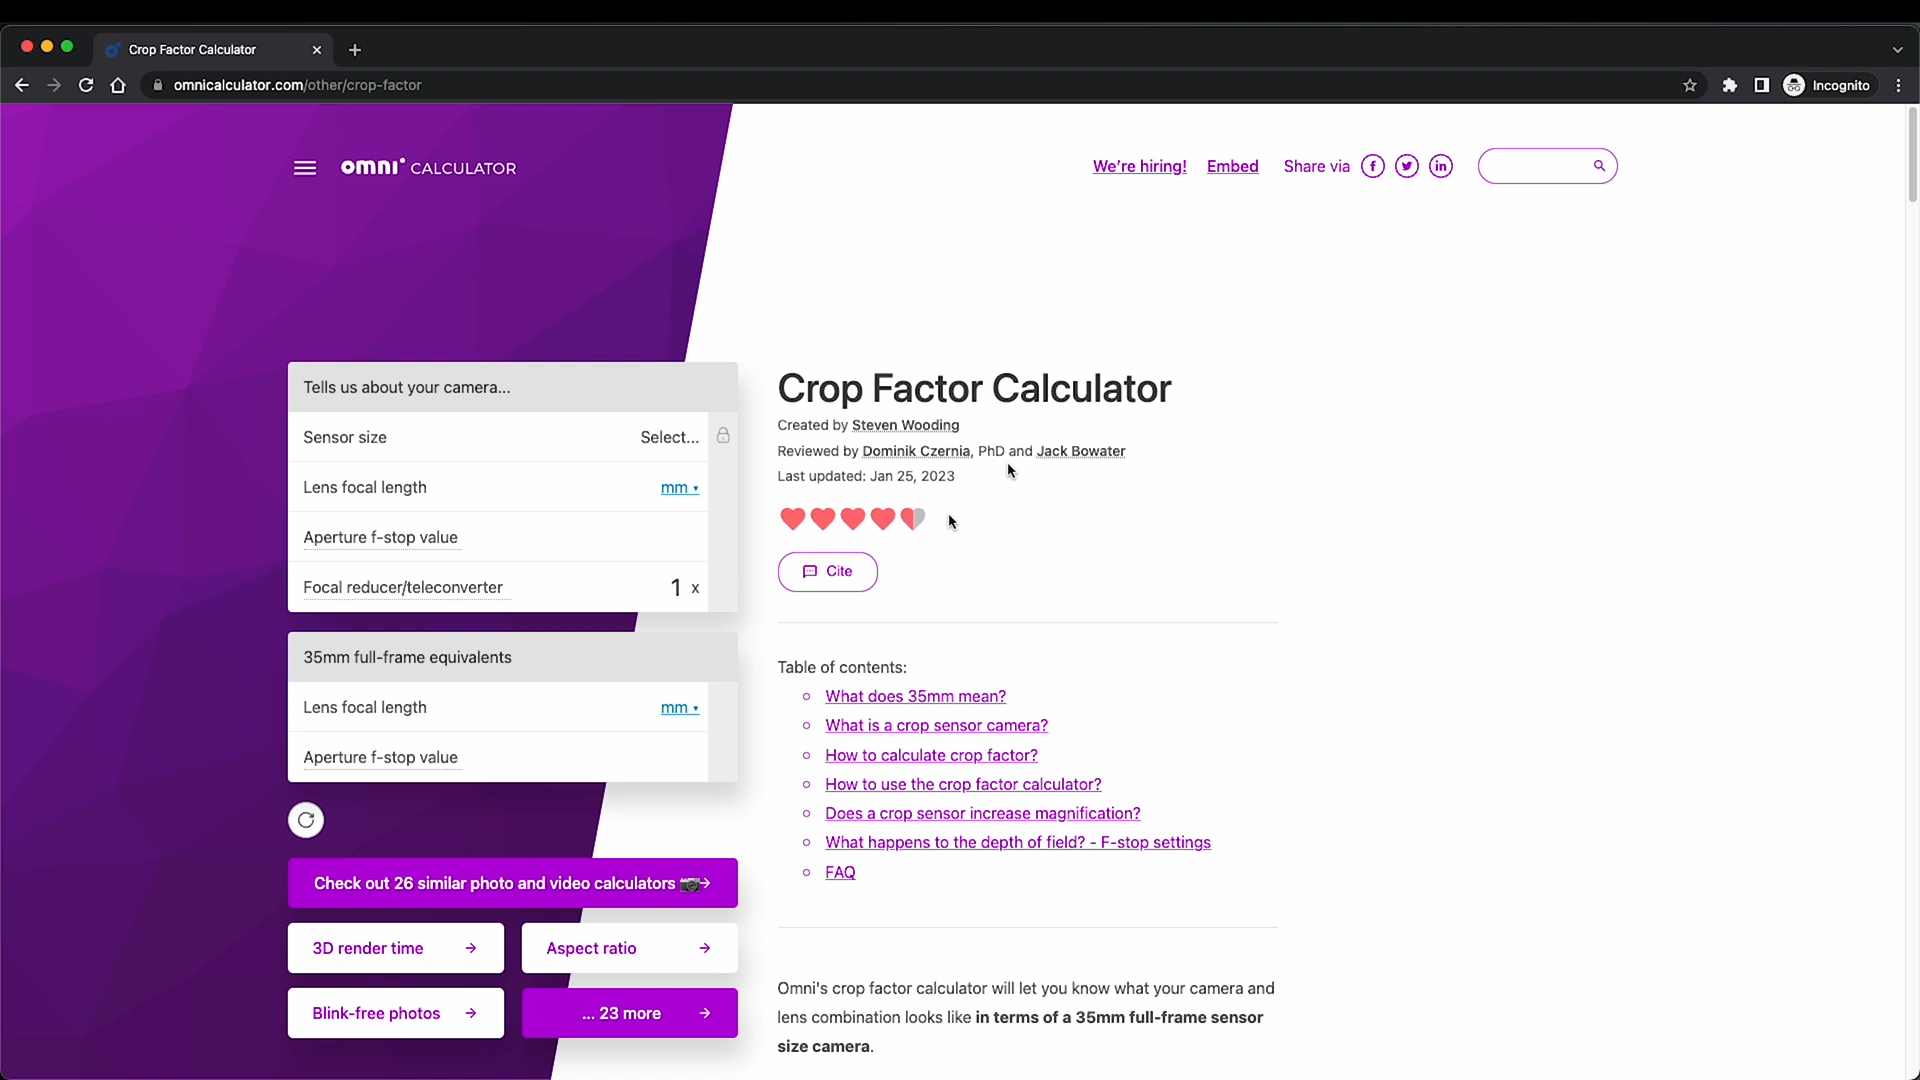 Crop Factor Calculator
omnicalculator.com/other/crop-factor
Incognito
omni CALCULATOR
We're hiring! Embed Share via
Tells us about your camera...
Sensor size Select...
Lens focal length mm
Aperture f-stop value
Focal reducer/teleconverter 1 x
35mm full-frame equivalents
Lens focal length mm
Aperture f-stop value
Check out 26 similar photo and video calculators
3D render time
Aspect ratio
Blink-free photos
... 23 more
Crop Factor Calculator
Created by Steven Wooding
Reviewed by Dominik Czernia, PhD and Jack Bowater
Last updated: Jan 25, 2023
Cite
Table of contents:
What does 35mm mean?
What is a crop sensor camera?
How to calculate crop factor?
How to use the crop factor calculator?
Does a crop sensor increase magnification?
What happens to the depth of field? - F-stop settings
FAQ
Omni's crop factor calculator will let you know what your camera and
lens combination looks like in terms of a 35mm full-frame sensor
size camera.